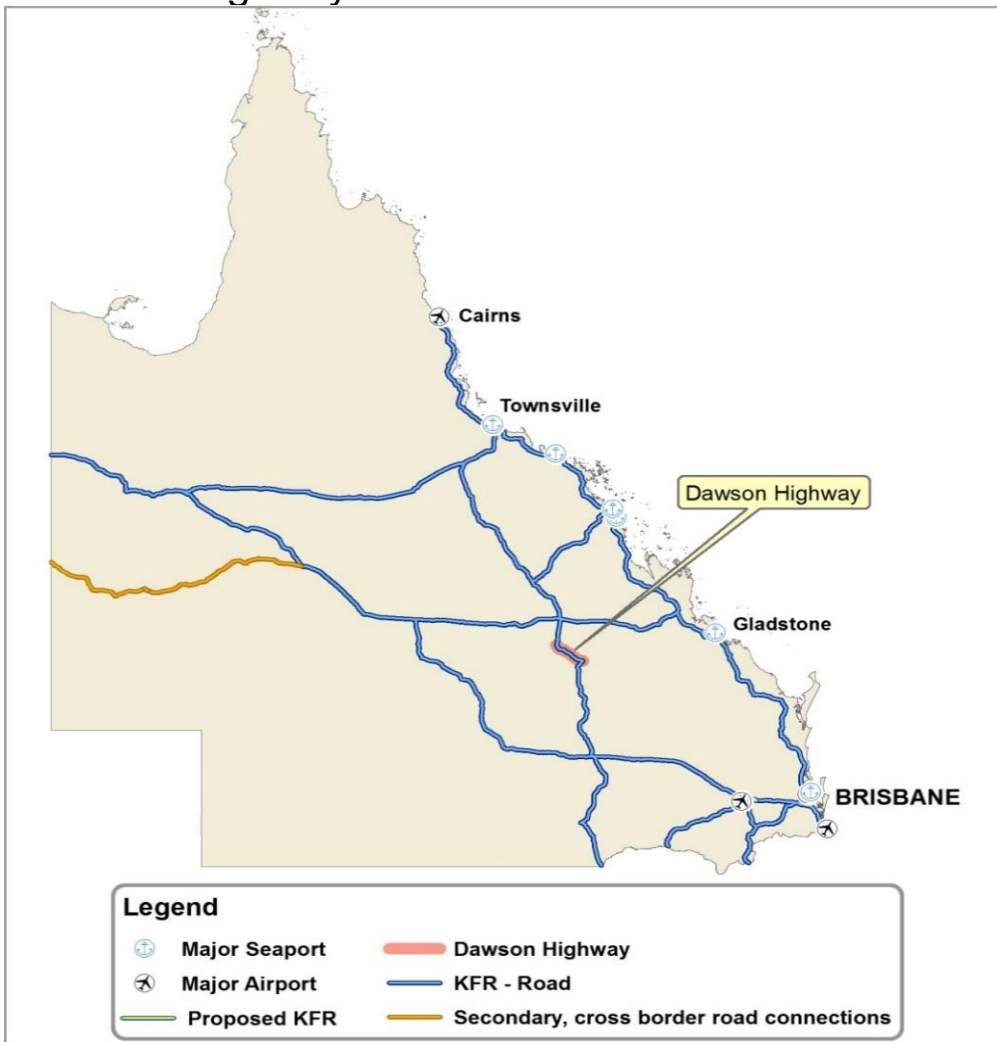 Cairns
Townsville
Dawson Highway
Gladstone
BRISBANE
Legend
Major Seaport
Dawson Highway
Major Airport
KFR - Road
Proposed KFR
Secondary, cross border road connections